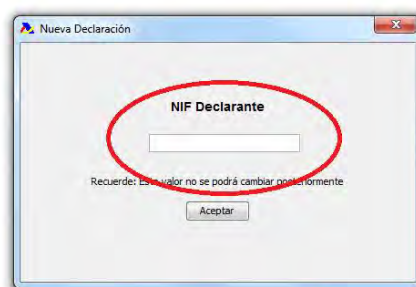 Nueva Declaración
NIF Declarante
Recuerde: Este valor no se podrá cambiar posteriormente
Aceptar